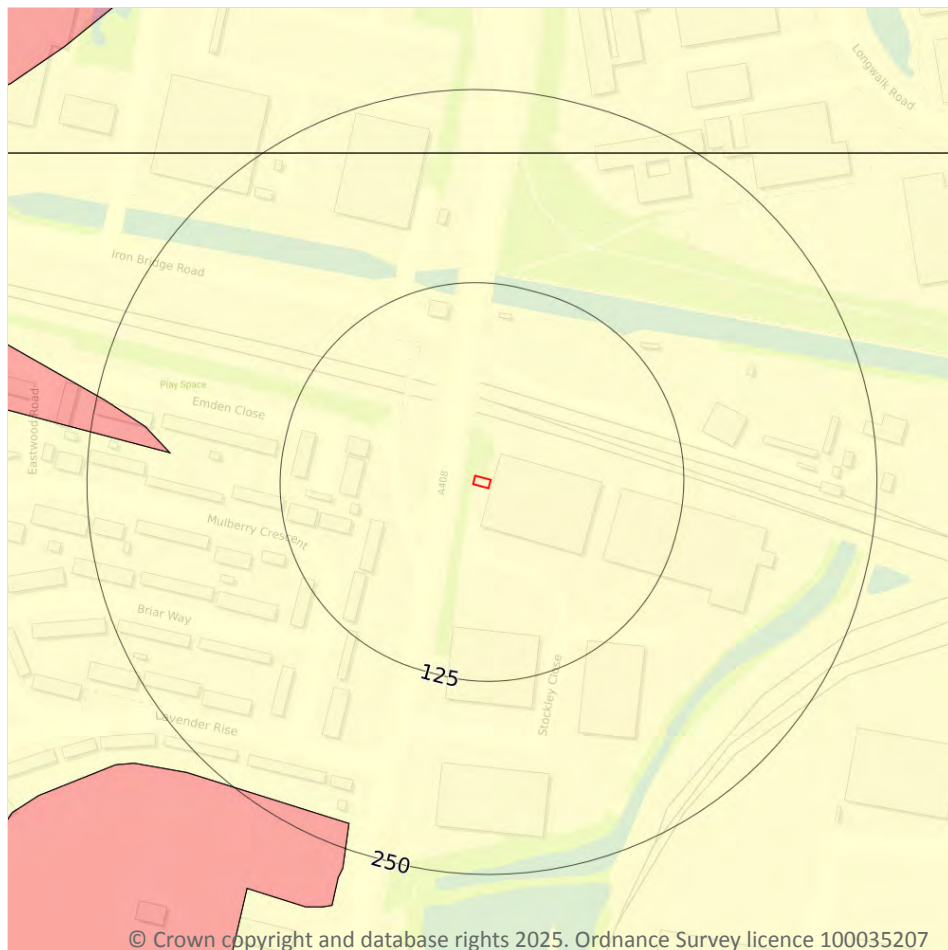 Longwalk Road
Iron Bridge Road
Play Space
Emden Close
Eastwood Road
A408
Mulberry Crescent
Briar Way
125
Stockley Close
Lavender Rise
250
© Crown copyright and database rights 2025. Ordnance Survey licence 100035207